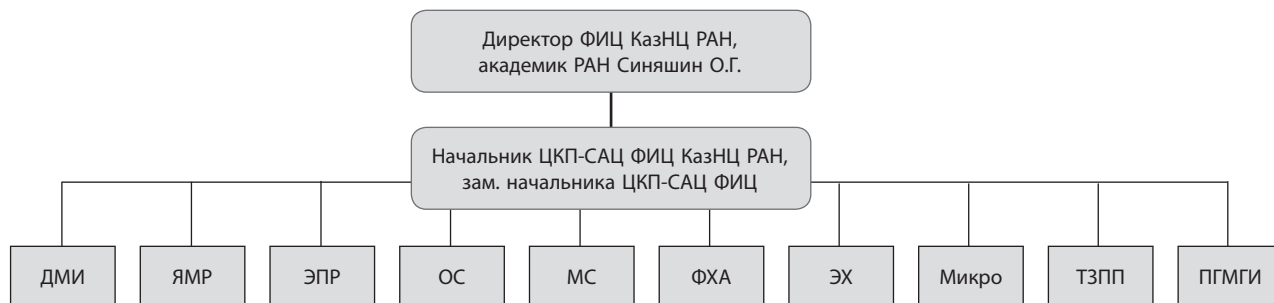 Директор ФИЦ КазНЦ РАН,
академик РАН Синяшин О.Г.
Начальник ЦКП-САЦ ФИЦ КазНЦ РАН,
зам. начальника ЦКП-САЦ ФИЦ
ДМИ
ЯМР
ЭПР
ОС
МС
ФХА
ЭХ
Микро
ТЗПП
ПГМГИ